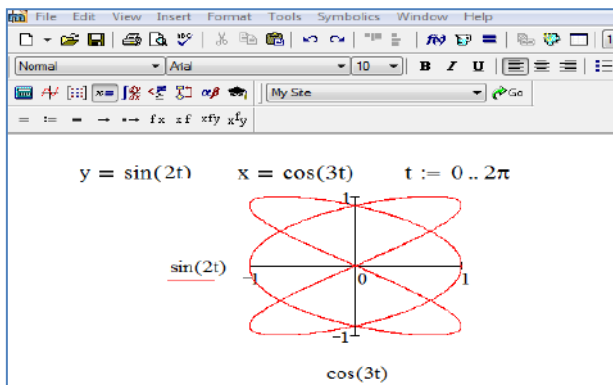 File Edit View Insert Format Tools Symbolics Window Help
Normal Arial 10 B I U
My Site Go
= := ≡ → •→ fx xf xfy xfy
y = sin(2t) x = cos(3t) t := 0 .. 2π
1
sin(2t) -1 0 1
-1
cos(3t)